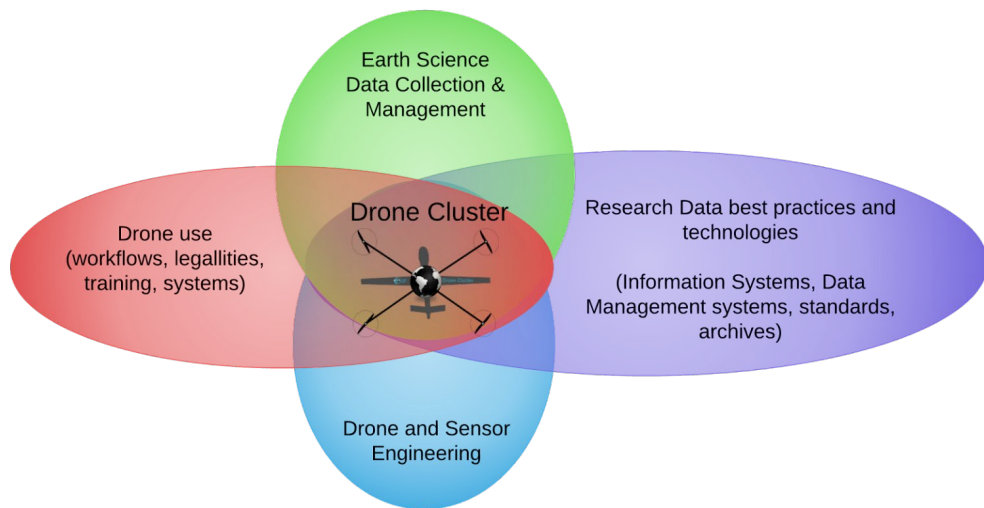 Earth Science
Data Collection &
Management
Drone Cluster
Drone use
(workflows, legallities,
training, systems)
Research Data best practices and
technologies
(Information Systems, Data
Management systems, standards,
archives)
Drone and Sensor
Engineering